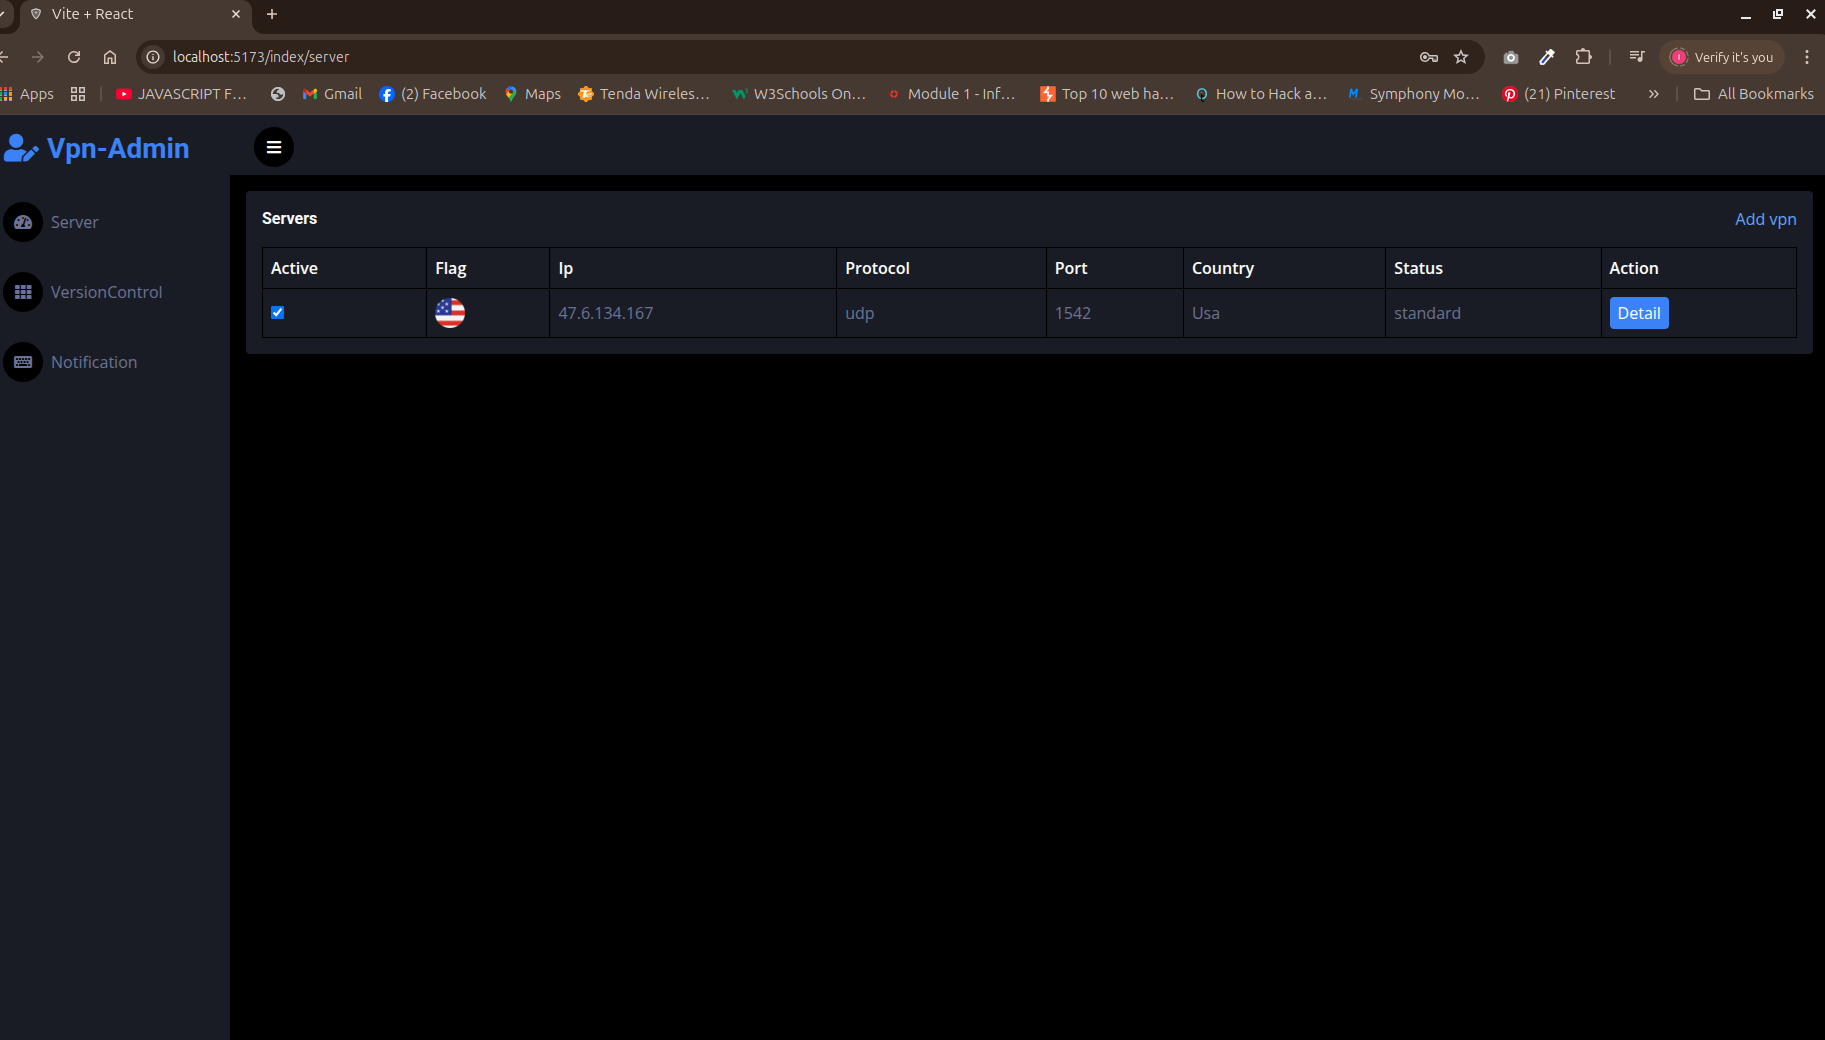 Vite + React
localhost:5173/index/server
Verify it's you
Apps
JAVASCRIPT F...
Gmail
(2) Facebook
Maps
Tenda Wireles...
W3Schools On...
Module 1 - Inf...
Top 10 web ha...
How to Hack a...
Symphony Mo...
(21) Pinterest
All Bookmarks
Vpn-Admin
Server
VersionControl
Notification
Servers
Add vpn
Active Flag Ip Protocol Port Country Status Action
47.6.134.167 udp 1542 Usa standard Detail